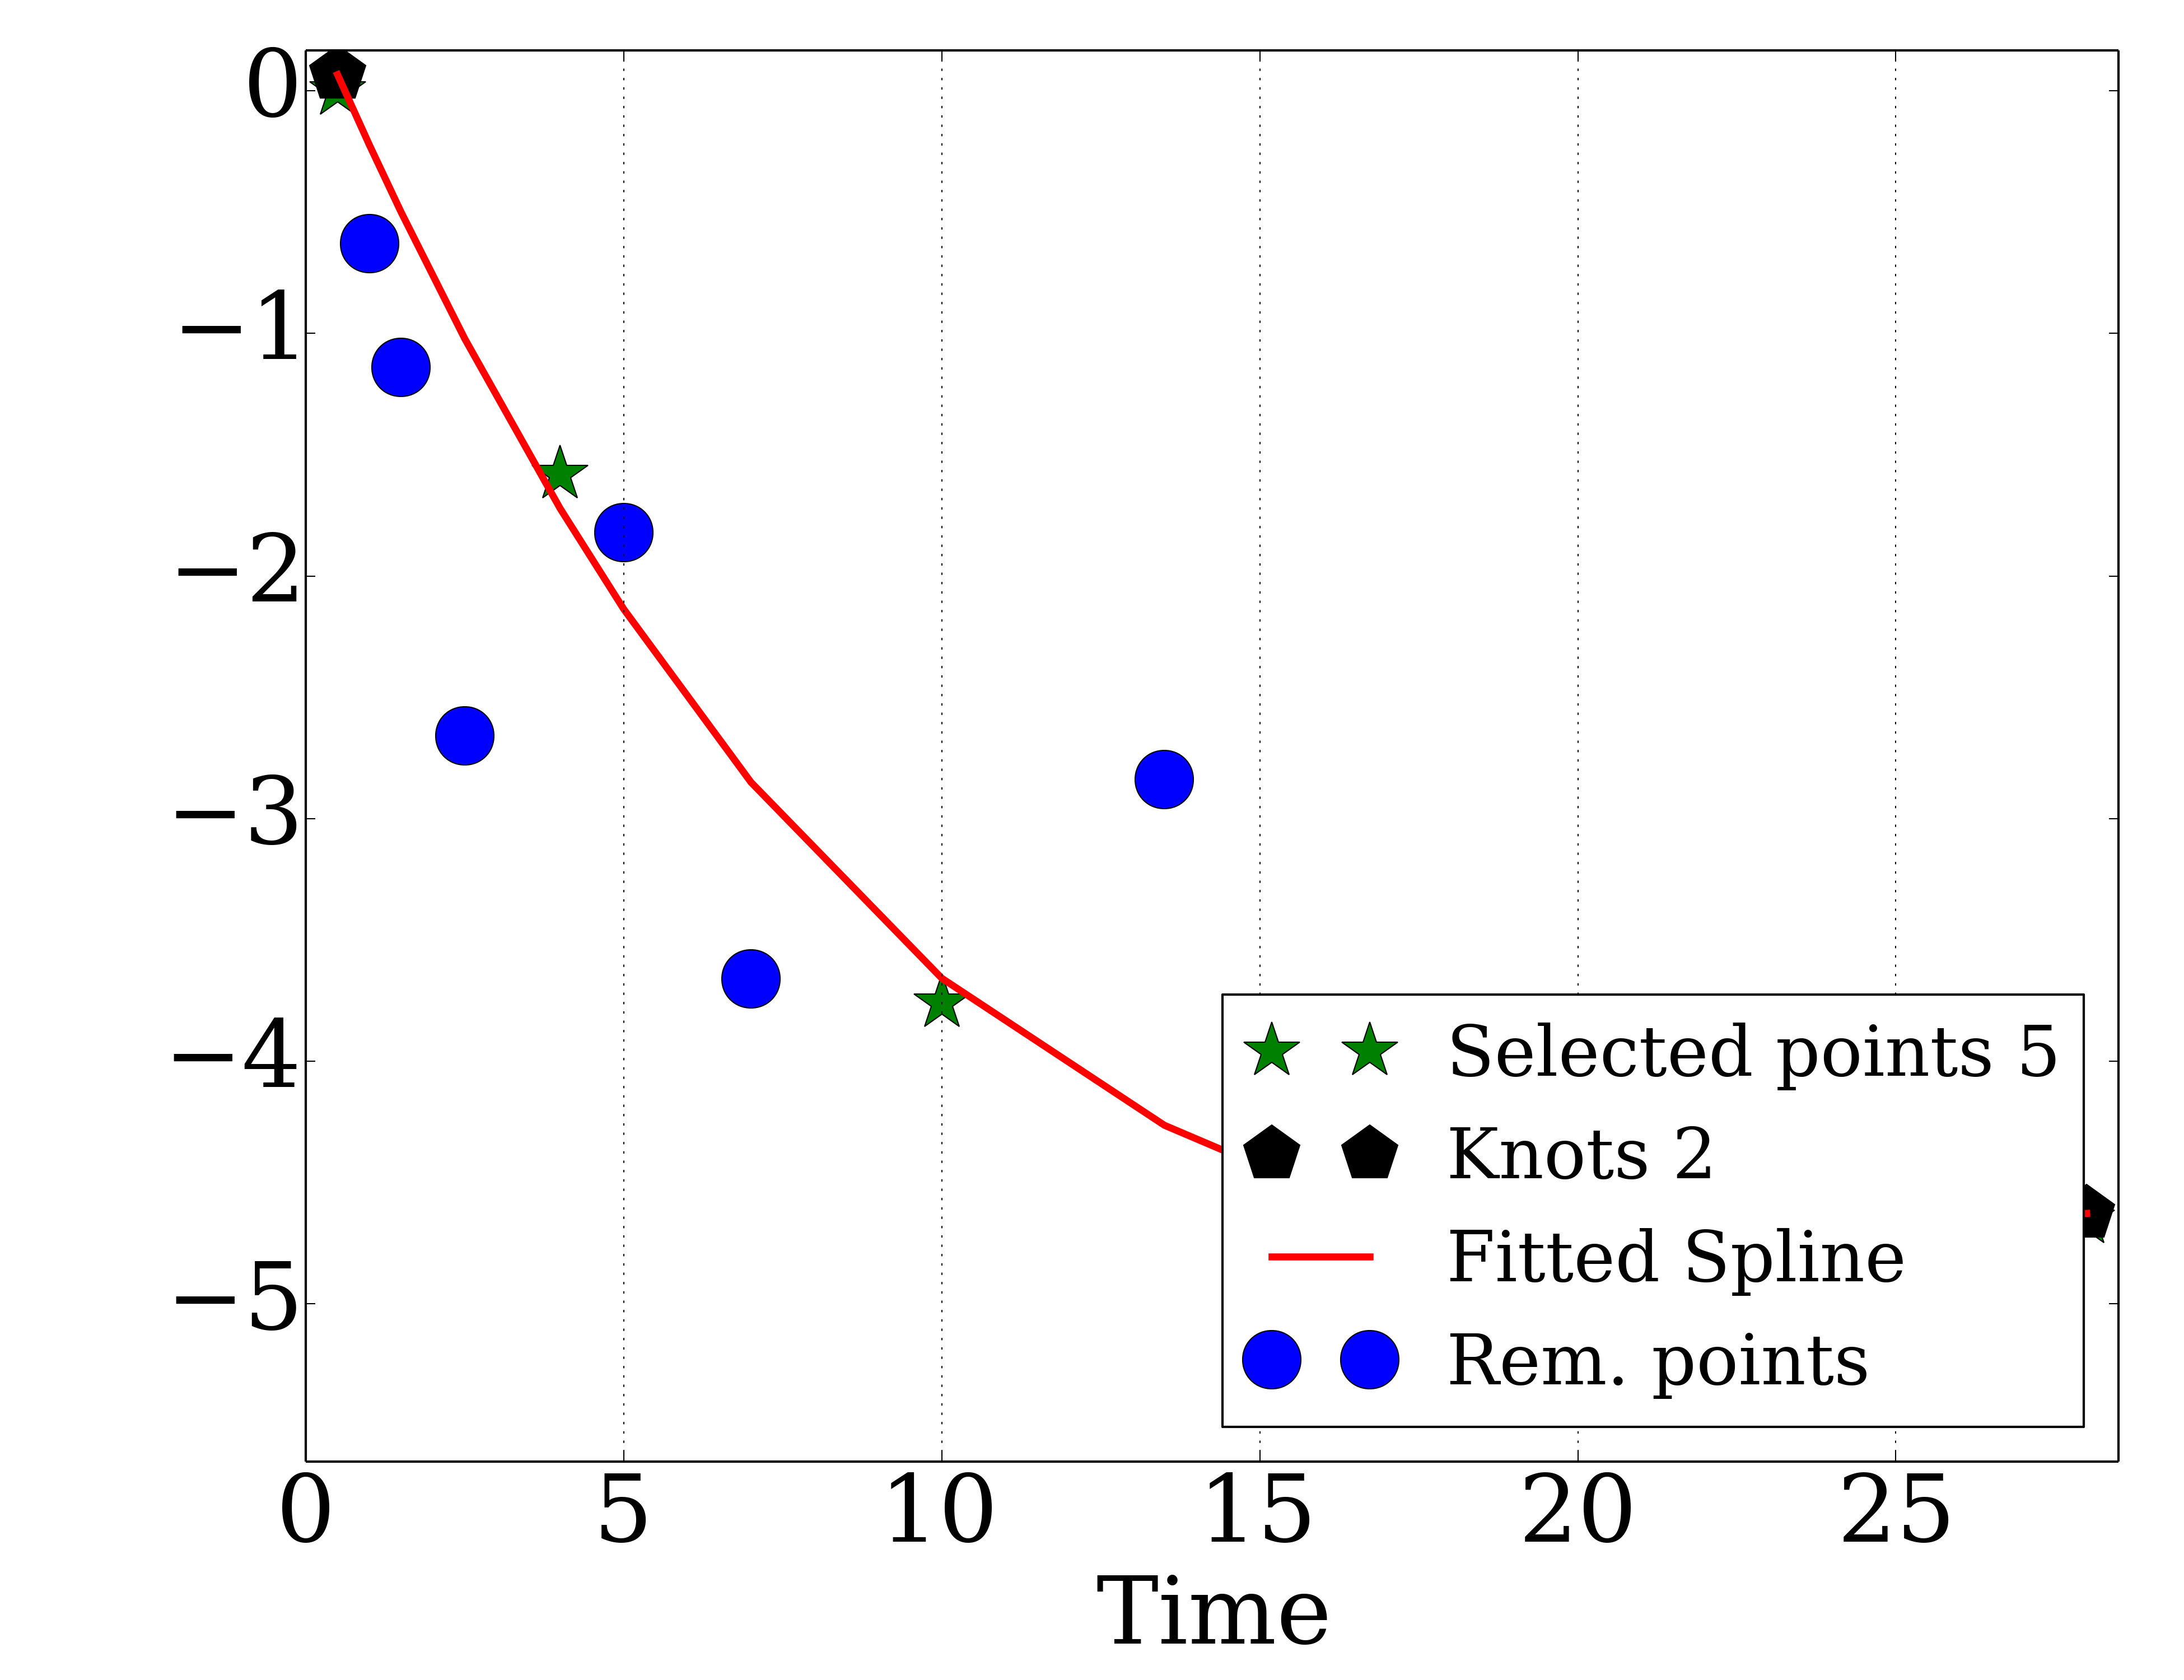 0
−1
−2
−3
−4
−5
Selected points 5
Knots 2
Fitted Spline
Rem. points
0 5 10 15 20 25
Time